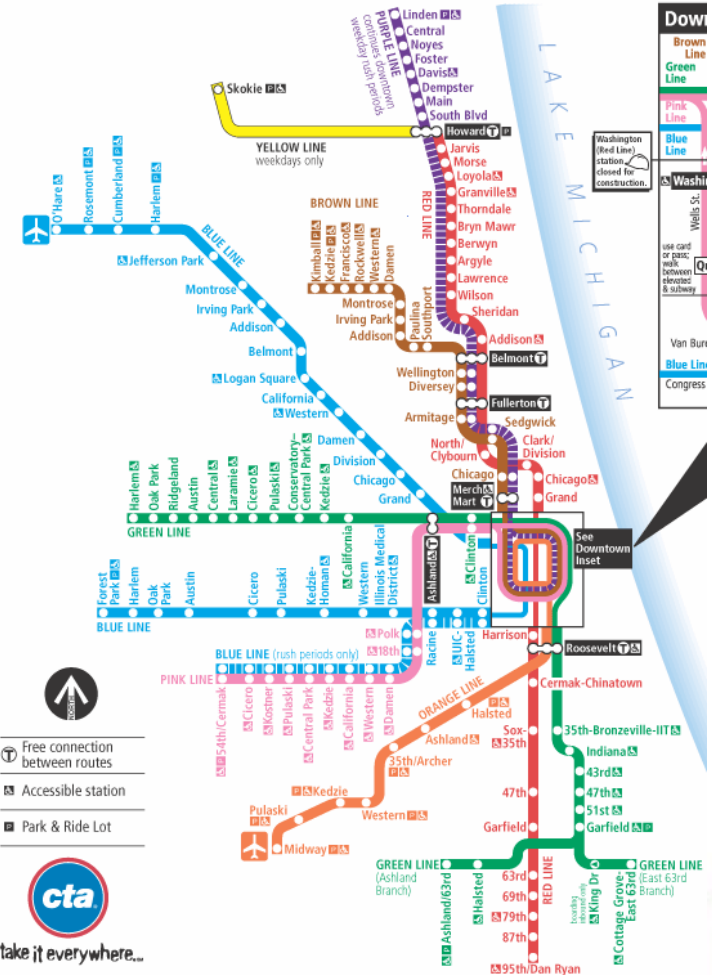 Linden P
Central
Noyes
Foster
Davis
Dempster
Main
South Blvd
PURPLE LINE
continues downtown
weekday rush periods
Skokie P
Howard T P
YELLOW LINE
weekdays only
Jarvis
Morse
Loyola
Granville
Thorndale
Bryn Mawr
Berwyn
Argyle
Lawrence
Wilson
Sheridan
Addison
RED LINE
LAKE MICHIGAN
Down
Brown
Line
Green
Line
Pink
Line
Blue
Line
Washington
(Red Line)
station
closed for
construction.
Washin
Wells St.
use card
or pass;
walk
between
elevated
& subway
Qu
Van Bure
Blue Line
Congress
O'Hare
Rosemont P
Cumberland P
Harlem P
BLUE LINE
Jefferson Park
Montrose
Irving Park
Addison
Belmont
Logan Square
California
Western
Damen
Division
Chicago
Grand
BROWN LINE
Kimball P
Kedzie P
Francisco
Rockwell
Western
Damen
Montrose
Irving Park
Addison
Paulina
Southport
Belmont T
Wellington
Diversey
Fullerton T
Armitage
Sedgwick
North/
Clybourn
Clark/
Division
Chicago
Chicago
Merch
Mart T
Grand
Harlem
Oak Park
Ridgeland
Austin
Central
Laramie
Cicero
Pulaski
Conservatory–
Central Park
Kedzie
GREEN LINE
California
Ashland T
Clinton
See
Downtown
Inset
Forest
Park P
Harlem
Oak
Park
Austin
Cicero
Pulaski
Kedzie-
Homan
Western
Illinois Medical
District
BLUE LINE
Racine
UIC-
Halsted
Clinton
Polk
18th
BLUE LINE (rush periods only)
PINK LINE
P 54th/Cermak
Cicero
Kostner
Pulaski
Central Park
Kedzie
California
Western
Damen
Harrison
Roosevelt T
Cermak-Chinatown
ORANGE LINE
P
Halsted
Ashland
35th/Archer
P
P Kedzie
Western P
Pulaski
P
Midway P
Sox-
35th
35th-Bronzeville-IIT
Indiana
43rd
47th
47th
51st
Garfield
Garfield P
GREEN LINE
(Ashland
Branch)
P Ashland/63rd
Halsted
63rd
69th
79th
87th
95th/Dan Ryan
RED LINE
boarding
inbound only
King Dr
Cottage Grove-
East 63rd
GREEN LINE
(East 63rd
Branch)
NORTH
T Free connection
between routes
Accessible station
P Park & Ride Lot
cta
take it everywhere...